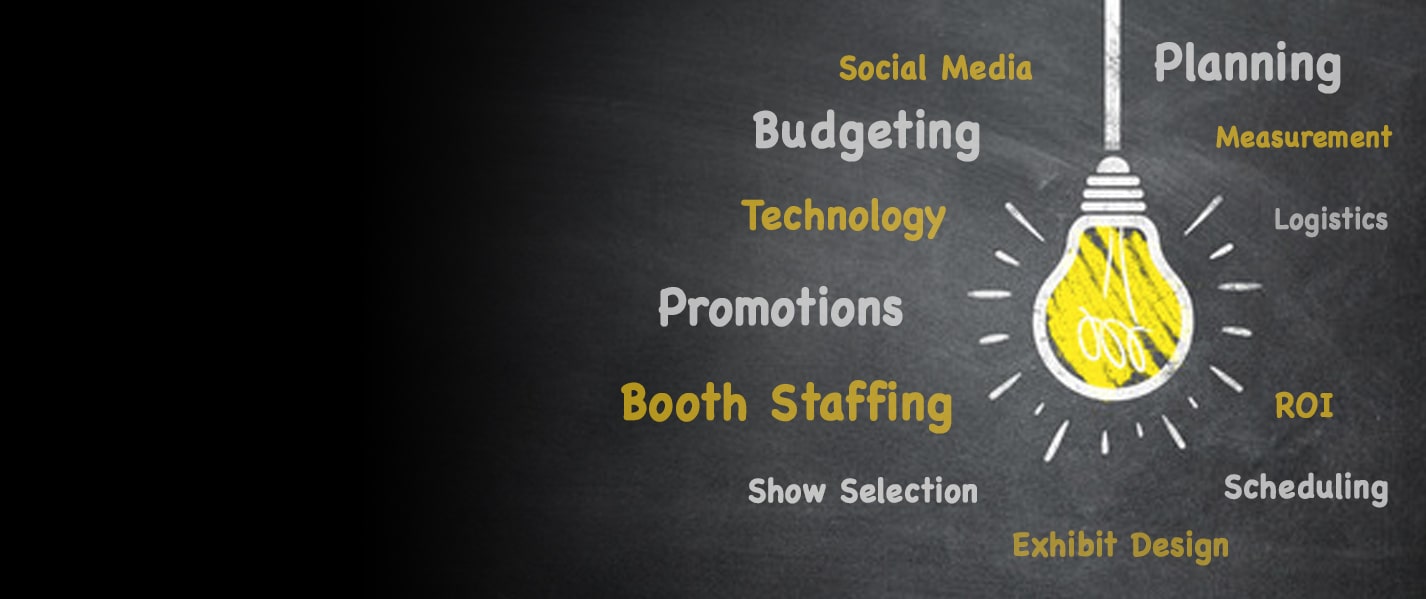 Social Media
Planning
Budgeting
Measurement
Technology
Logistics
Promotions
Booth Staffing
ROI
Show Selection
Scheduling
Exhibit Design